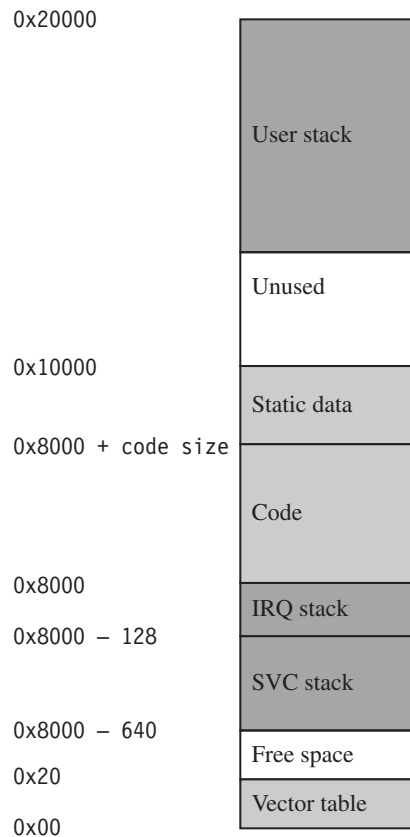 0x20000
User stack
Unused
0x10000
Static data
0x8000 + code size
Code
0x8000
IRQ stack
0x8000 – 128
SVC stack
0x8000 – 640
Free space
0x20
Vector table
0x00